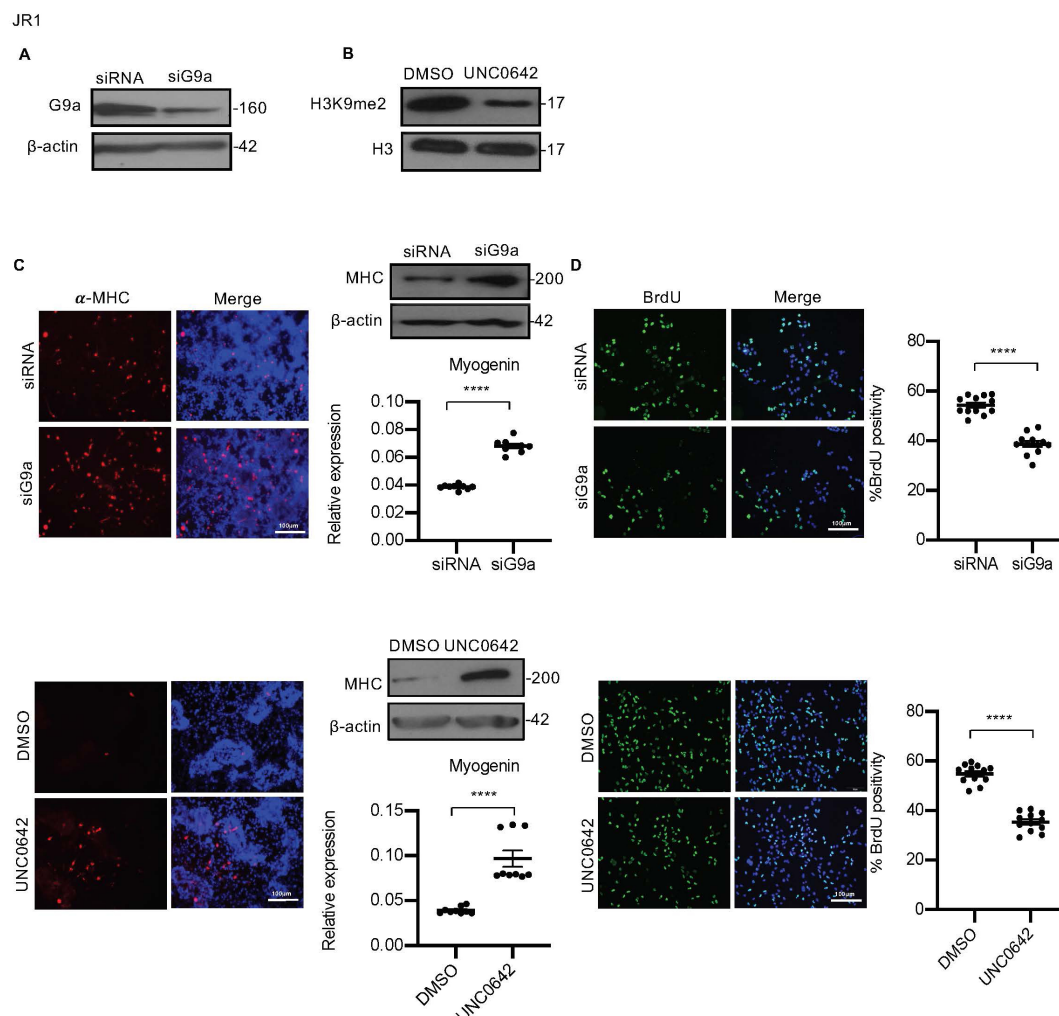 JR1
A
siRNA siG9a
G9a
-160
β-actin
-42
B
DMSO UNC0642
H3K9me2
-17
H3
-17
C
α-MHC Merge
siRNA
siG9a
100μm
siRNA siG9a
MHC
-200
β-actin
-42
Myogenin
****
Relative expression
0.10
0.08
0.06
0.04
0.02
0.00
siRNA siG9a
D
BrdU Merge
siRNA
siG9a
100μm
****
%BrdU positivity
80
60
40
20
0
siRNA siG9a
DMSO
UNC0642
100μm
DMSO UNC0642
MHC
-200
β-actin
-42
Myogenin
****
Relative expression
0.15
0.10
0.05
0.00
DMSO
UNC0642
DMSO
UNC0642
100μm
****
% BrdU positivity
80
60
40
20
0
DMSO
UNC0642